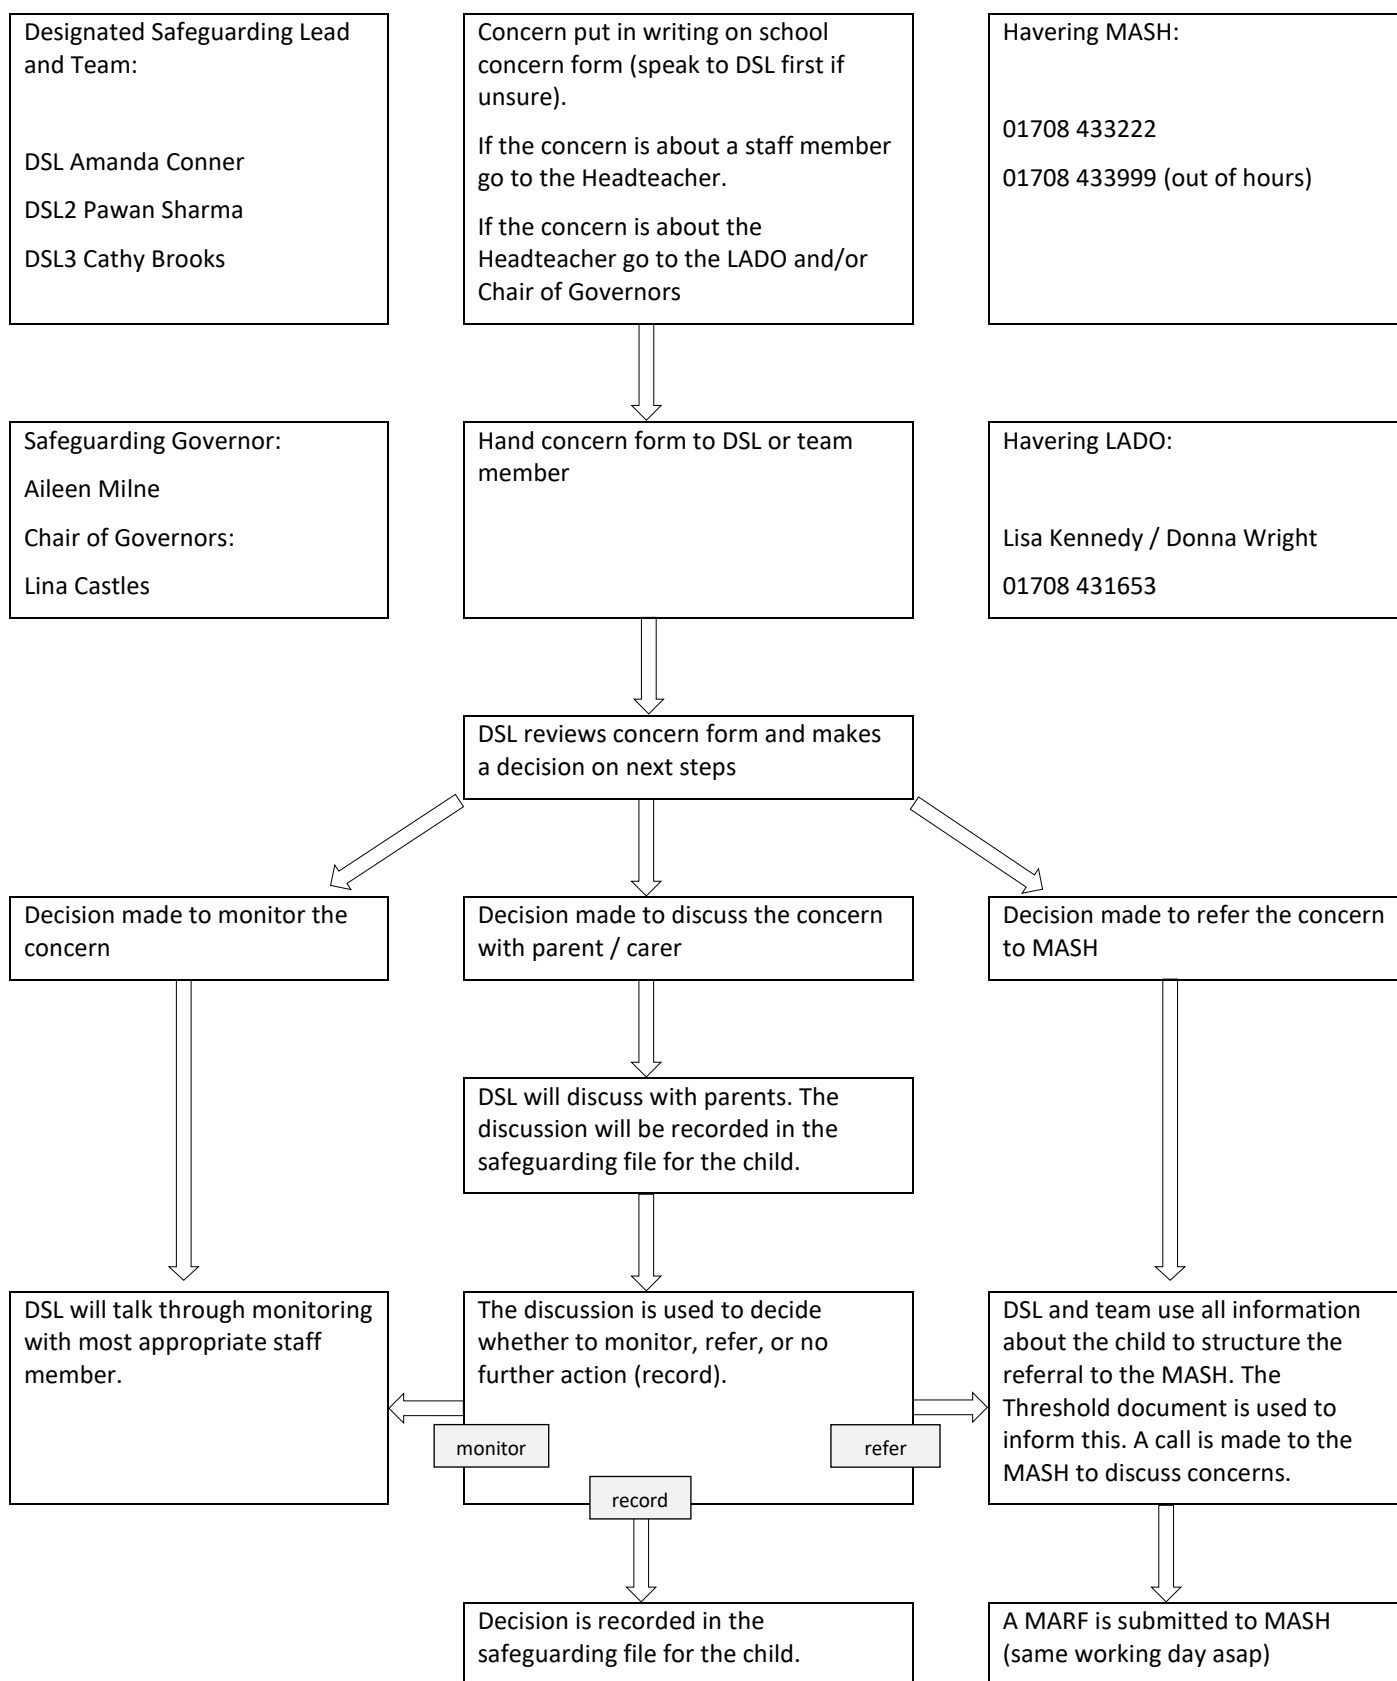 Designated Safeguarding Lead
and Team:
DSL Amanda Conner
DSL2 Pawan Sharma
DSL3 Cathy Brooks
Concern put in writing on school
concern form (speak to DSL first if
unsure).
If the concern is about a staff member
go to the Headteacher.
If the concern is about the
Headteacher go to the LADO and/or
Chair of Governors
Havering MASH:
01708 433222
01708 433999 (out of hours)
Safeguarding Governor:
Aileen Milne
Chair of Governors:
Lina Castles
Hand concern form to DSL or team
member
Havering LADO:
Lisa Kennedy / Donna Wright
01708 431653
DSL reviews concern form and makes
a decision on next steps
Decision made to monitor the
concern
Decision made to discuss the concern
with parent / carer
Decision made to refer the concern
to MASH
DSL will discuss with parents. The
discussion will be recorded in the
safeguarding file for the child.
DSL will talk through monitoring
with most appropriate staff
member.
The discussion is used to decide
whether to monitor, refer, or no
further action (record).
monitor
refer
record
DSL and team use all information
about the child to structure the
referral to the MASH. The
Threshold document is used to
inform this. A call is made to the
MASH to discuss concerns.
Decision is recorded in the
safeguarding file for the child.
A MARF is submitted to MASH
(same working day asap)